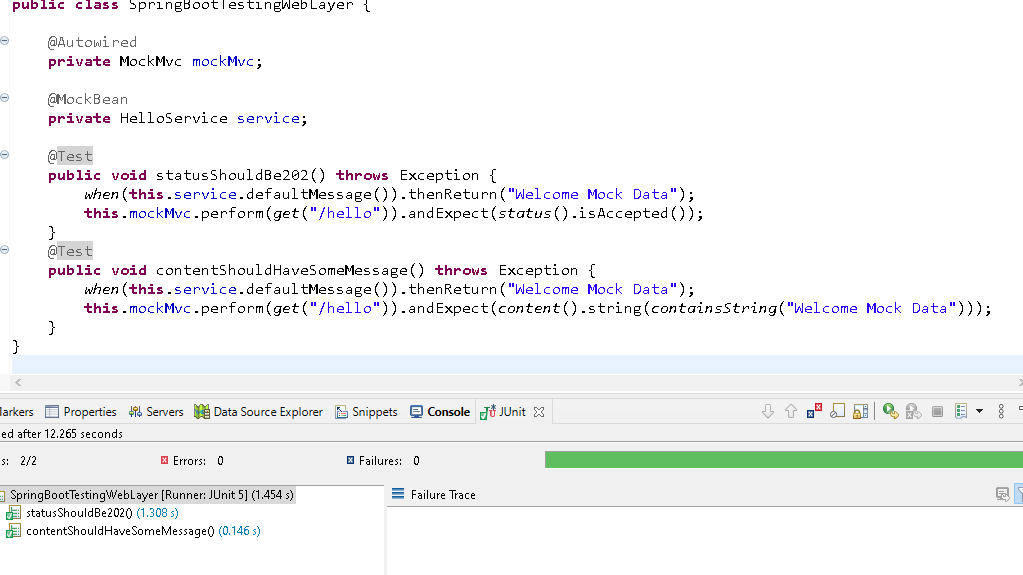 public class SpringBootTestingWebLayer {
@Autowired
private MockMvc mockMvc;
@MockBean
private HelloService service;
@Test
public void statusShouldBe202() throws Exception {
when(this.service.defaultMessage()).thenReturn("Welcome Mock Data");
this.mockMvc.perform(get("/hello")).andExpect(status().isAccepted());
}
@Test
public void contentShouldHaveSomeMessage() throws Exception {
when(this.service.defaultMessage()).thenReturn("Welcome Mock Data");
this.mockMvc.perform(get("/hello")).andExpect(content().string(containsString("Welcome Mock Data")));
}
}
larkers Properties Servers Data Source Explorer Snippets Console JUnit
ed after 12.265 seconds
s: 2/2 Errors: 0 Failures: 0
SpringBootTestingWebLayer [Runner: JUnit 5] (1.454 s) Failure Trace
statusShouldBe202() (1.308 s)
contentShouldHaveSomeMessage() (0.146 s)